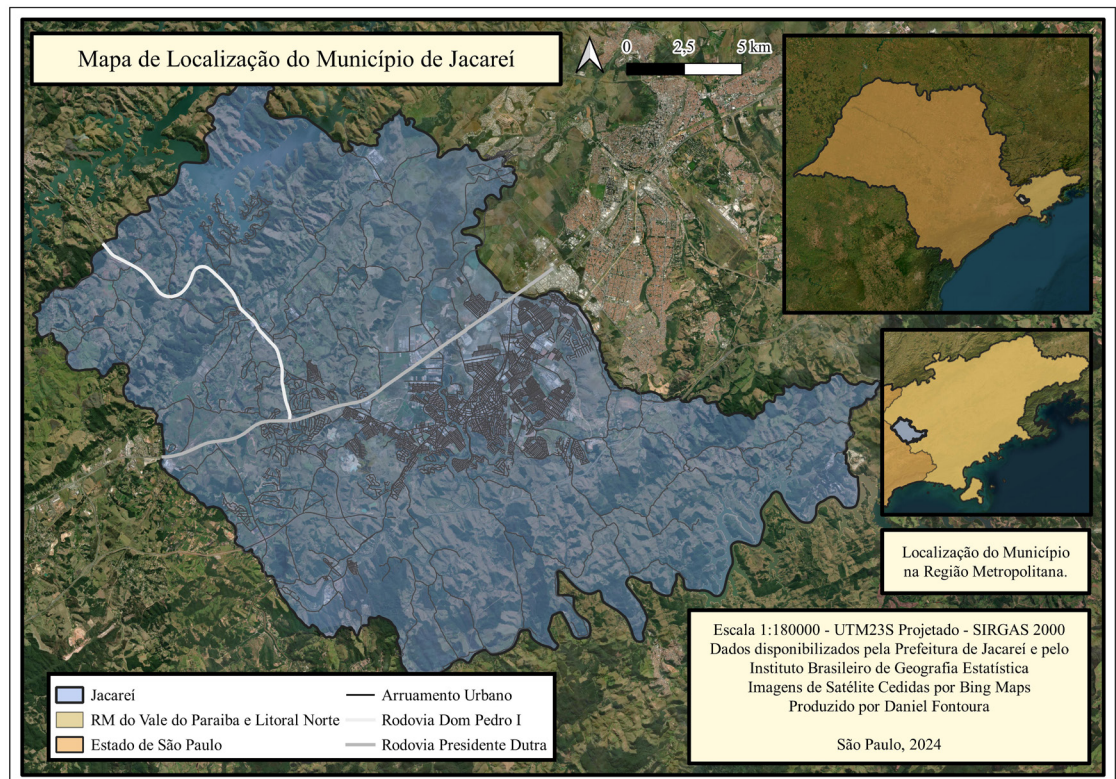 Mapa de Localização do Município de Jacareí
0 2,5 5 km
Localização do Município
na Região Metropolitana.
Escala 1:180000 - UTM23S Projetado - SIRGAS 2000
Dados disponibilizados pela Prefeitura de Jacareí e pelo
Instituto Brasileiro de Geografia Estatística
Imagens de Satélite Cedidas por Bing Maps
Produzido por Daniel Fontoura
São Paulo, 2024
Jacareí
RM do Vale do Paraiba e Litoral Norte
Estado de São Paulo
Arruamento Urbano
Rodovia Dom Pedro I
Rodovia Presidente Dutra